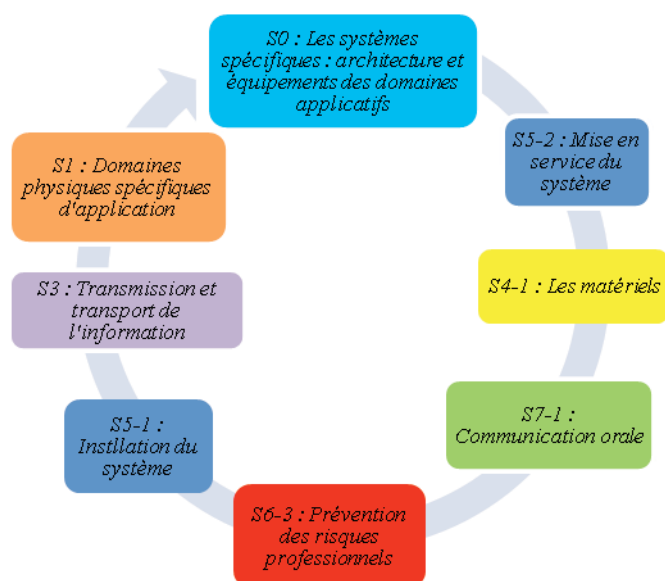 S0 : Les systèmes
spécifiques : architecture et
équipements des domaines
applicatifs
S5-2 : Mise en
service du
système
S4-1 : Les matériels
S7-1 :
Communication orale
S6-3 : Prévention
des risques
professionnels
S5-1 :
Instllation du
système
S3 : Transmission et
transport de
l'information
S1 : Domaines
physiques spécifiques
d'application